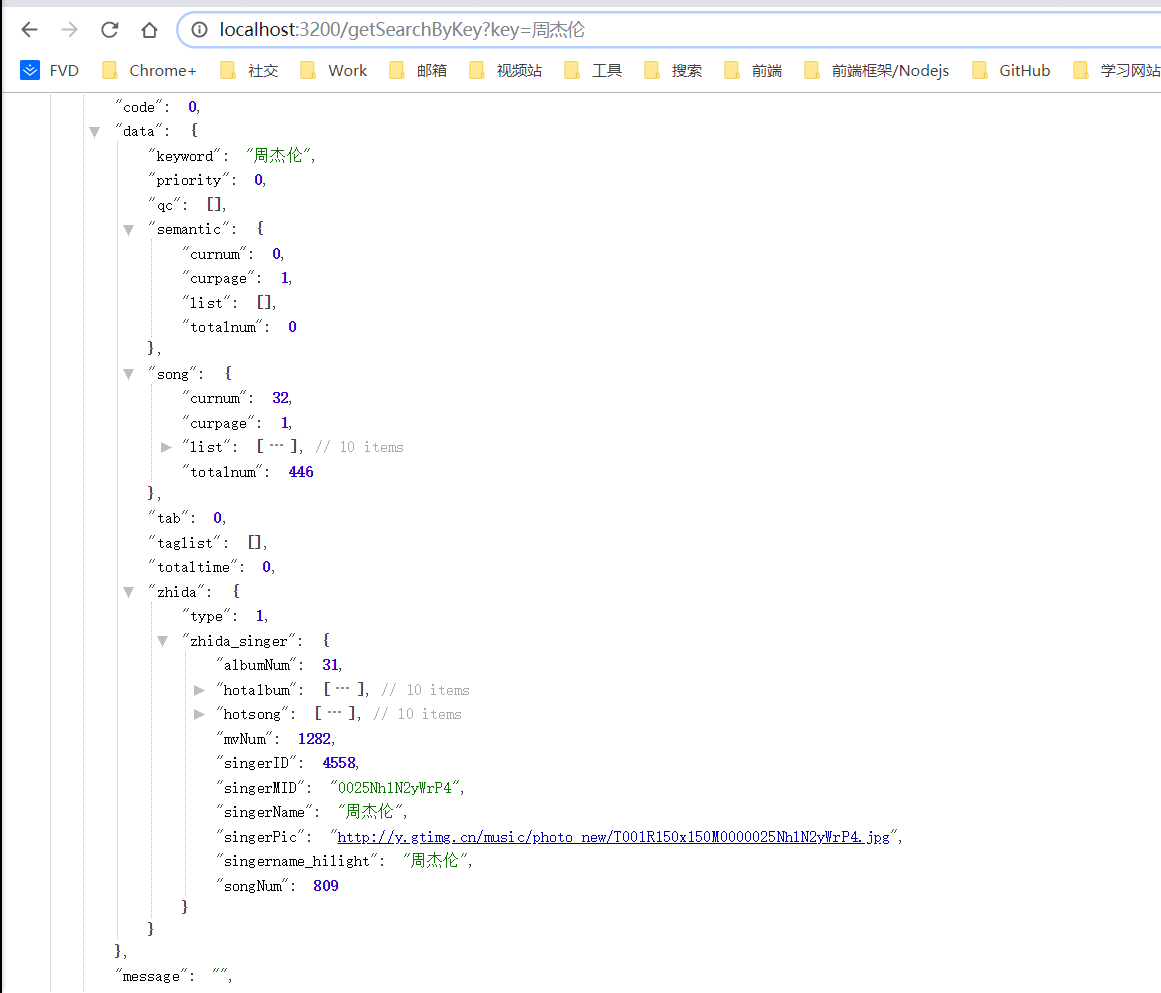 localhost:3200/getSearchByKey?key=周杰伦
FVD Chrome+ 社交 Work 邮箱 视频站 工具 搜索 前端 前端框架/Nodejs GitHub 学习网站
"code": 0,
"data": {
"keyword": "周杰伦",
"priority": 0,
"qc": [],
"semantic": {
"curnum": 0,
"curpage": 1,
"list": [],
"totalnum": 0
},
"song": {
"curnum": 32,
"curpage": 1,
"list": [ ··· ], // 10 items
"totalnum": 446
},
"tab": 0,
"taglist": [],
"totaltime": 0,
"zhida": {
"type": 1,
"zhida_singer": {
"albumNum": 31,
"hotalbum": [ ··· ], // 10 items
"hotsong": [ ··· ], // 10 items
"mvNum": 1282,
"singerID": 4558,
"singerMID": "0025NhlN2yWrP4",
"singerName": "周杰伦",
"singerPic": "http://y.gtimg.cn/music/photo_new/T001R150x150M0000025NhlN2yWrP4.jpg",
"singername_hilight": "周杰伦",
"songNum": 809
}
}
},
"message": "",